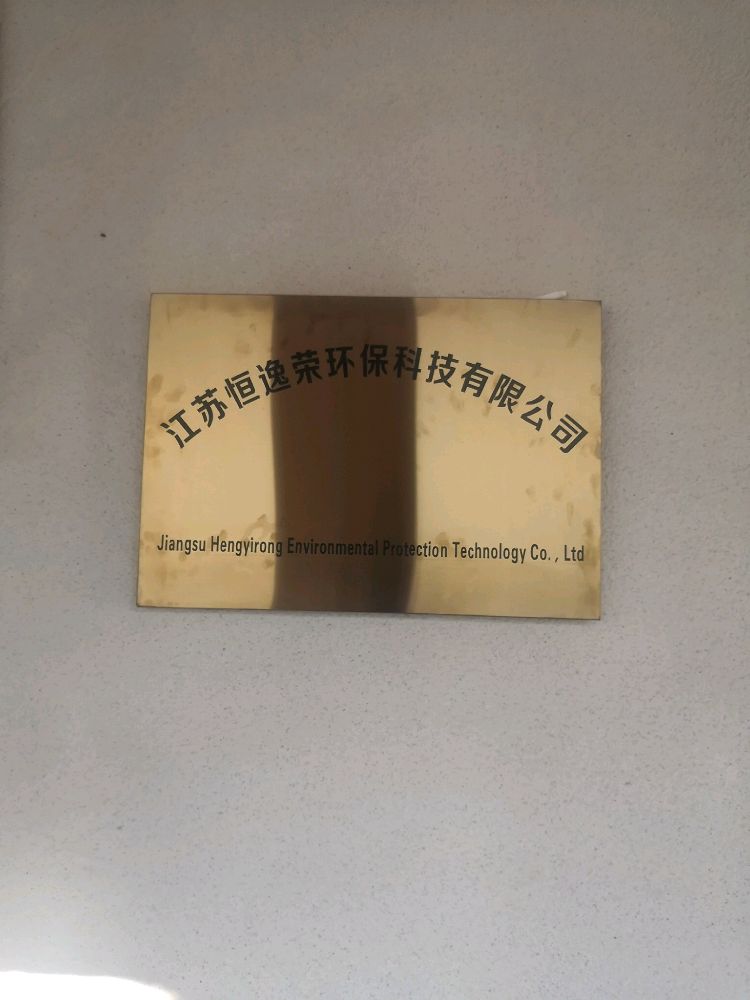 江苏恒逸荣环保科技有限公司
Jiangsu Hengyirong Environmental Protection Technology Co. , Ltd